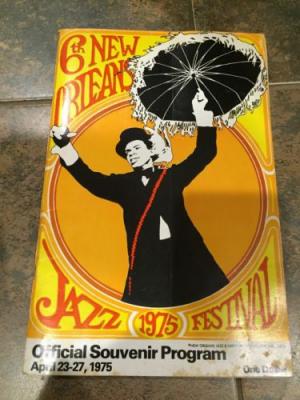 6th NEW
ORLEANS
JAZZ 1975 FESTIVAL
Official Souvenir Program
April 23-27, 1975
One Dollar